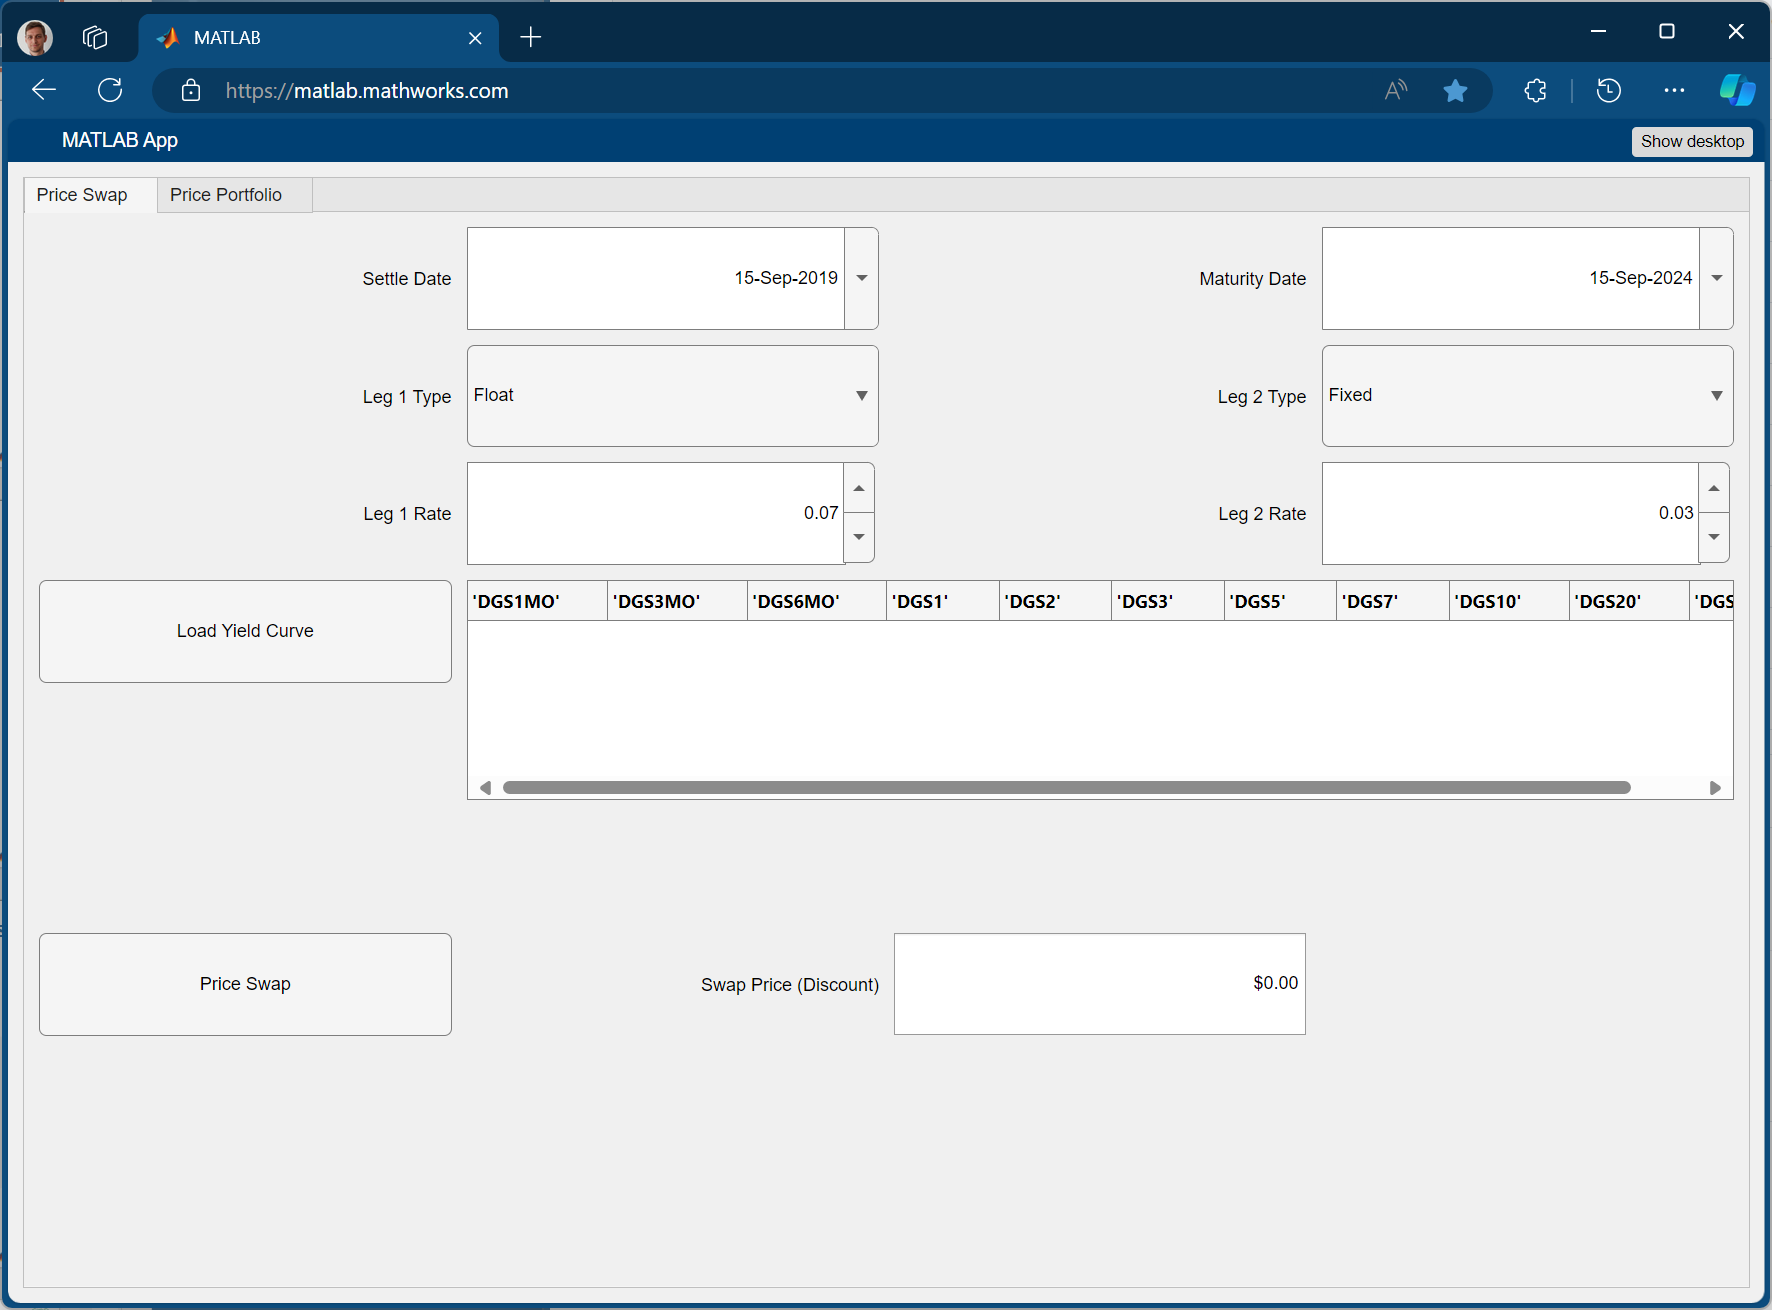 MATLAB
https://matlab.mathworks.com
MATLAB App
Show desktop
Price Swap
Price Portfolio
Settle Date
15-Sep-2019
Maturity Date
15-Sep-2024
Leg 1 Type
Float
Leg 2 Type
Fixed
Leg 1 Rate
0.07
Leg 2 Rate
0.03
Load Yield Curve
'DGS1MO' 'DGS3MO' 'DGS6MO' 'DGS1' 'DGS2' 'DGS3' 'DGS5' 'DGS7' 'DGS10' 'DGS20' 'DGS
Price Swap
Swap Price (Discount)
$0.00